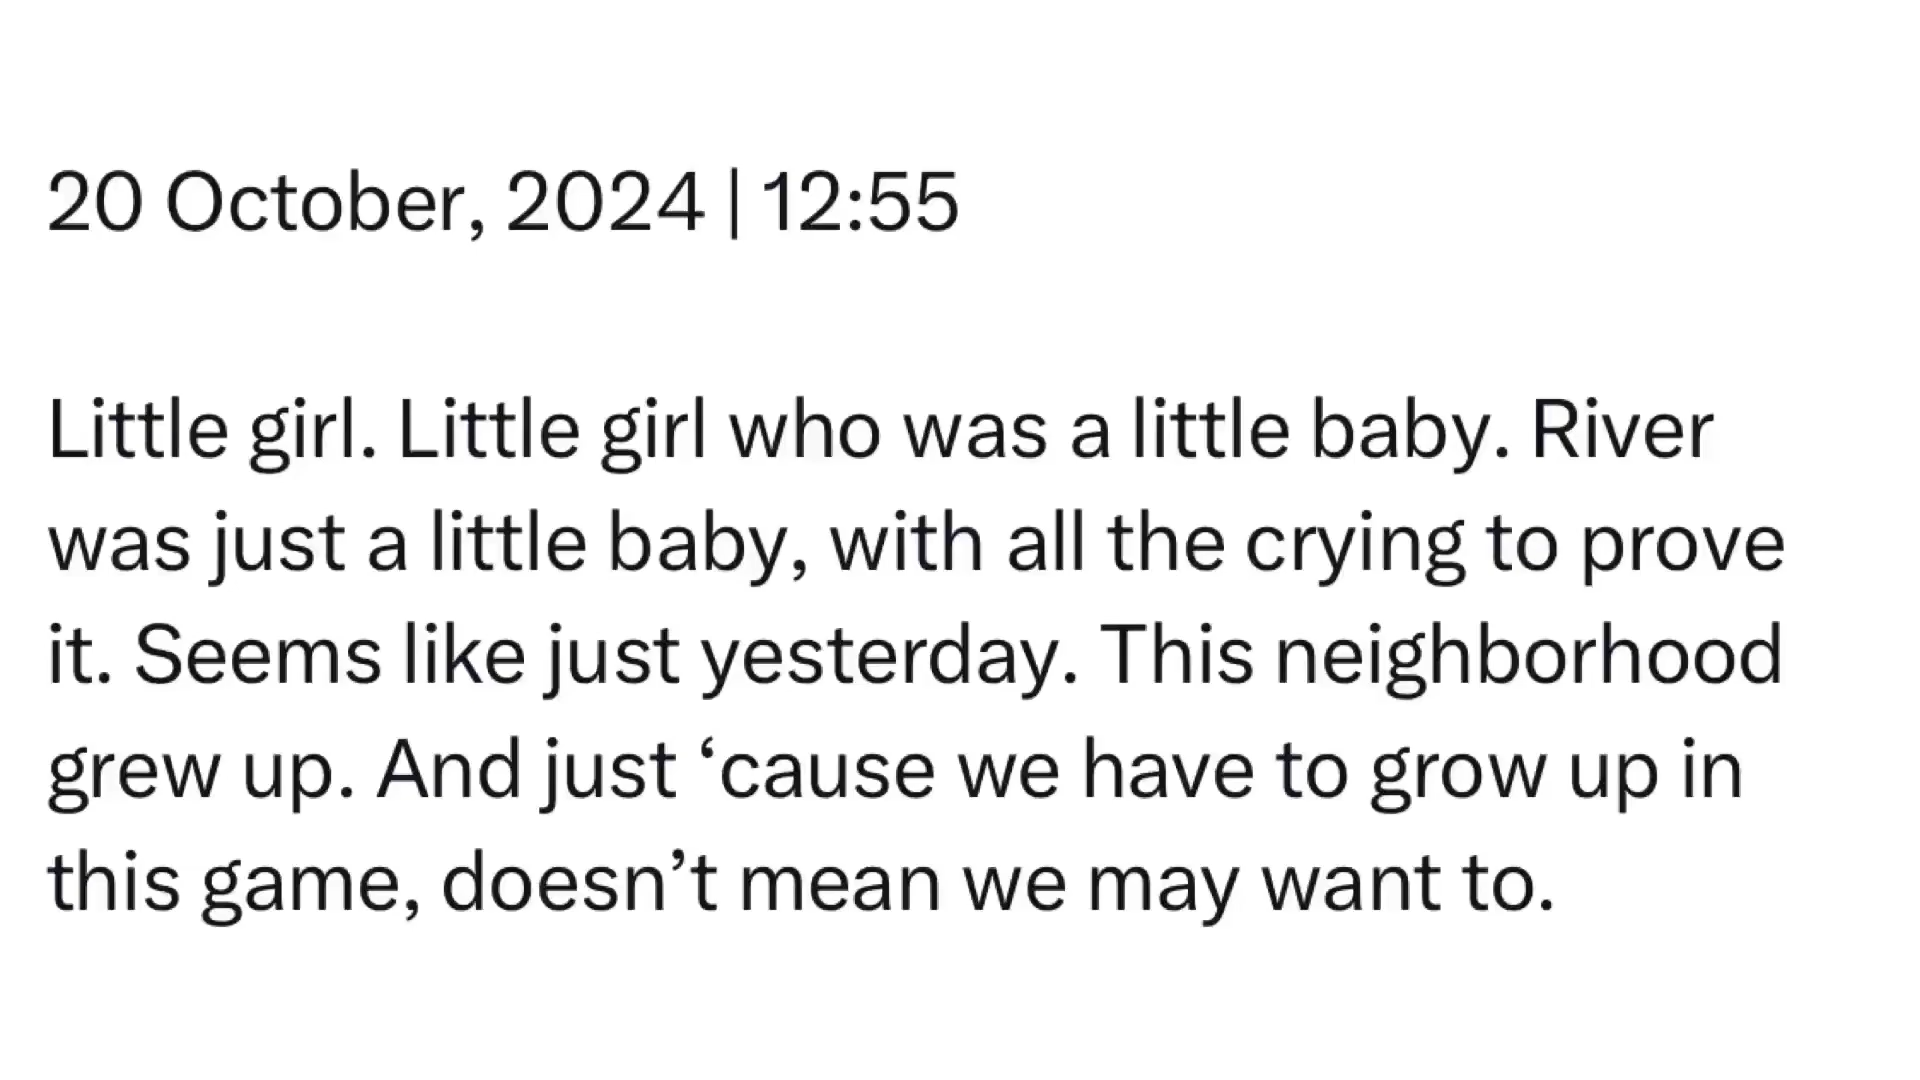 20 October, 2024 | 12:55
Little girl. Little girl who was a little baby. River
was just a little baby, with all the crying to prove
it. Seems like just yesterday. This neighborhood
grew up. And just ‘cause we have to grow up in
this game, doesn’t mean we may want to.